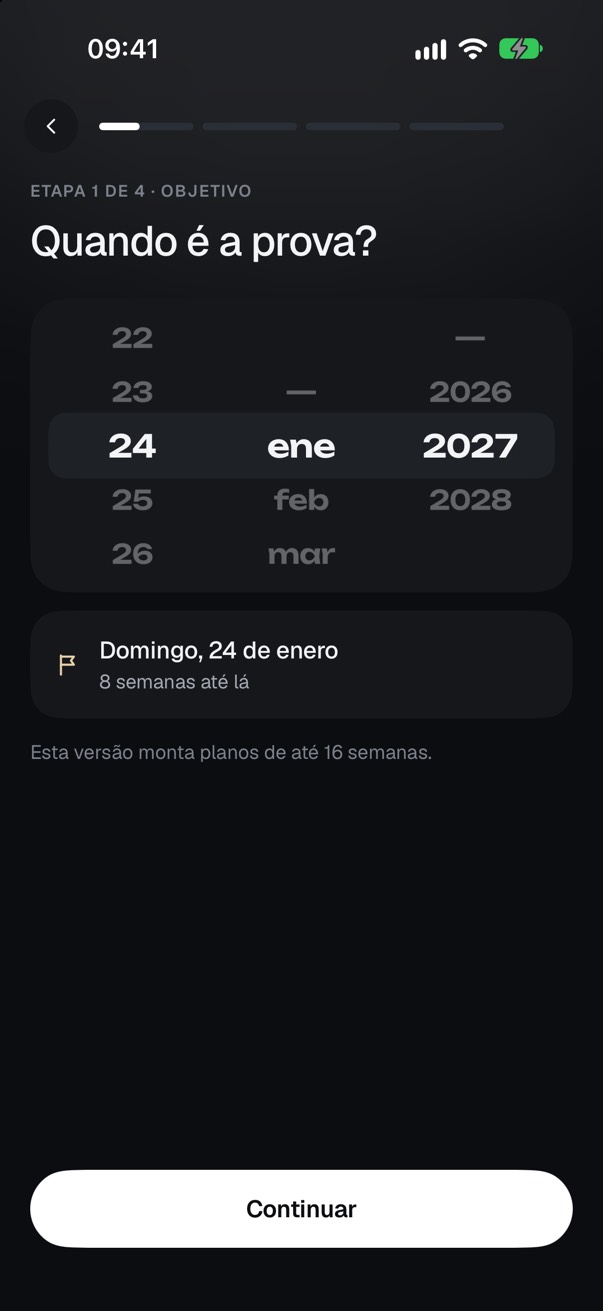 09:41
ETAPA 1 DE 4 · OBJETIVO
Quando é a prova?
22 —
23 — 2026
24 ene 2027
25 feb 2028
26 mar
Domingo, 24 de enero
8 semanas até lá
Esta versão monta planos de até 16 semanas.
Continuar